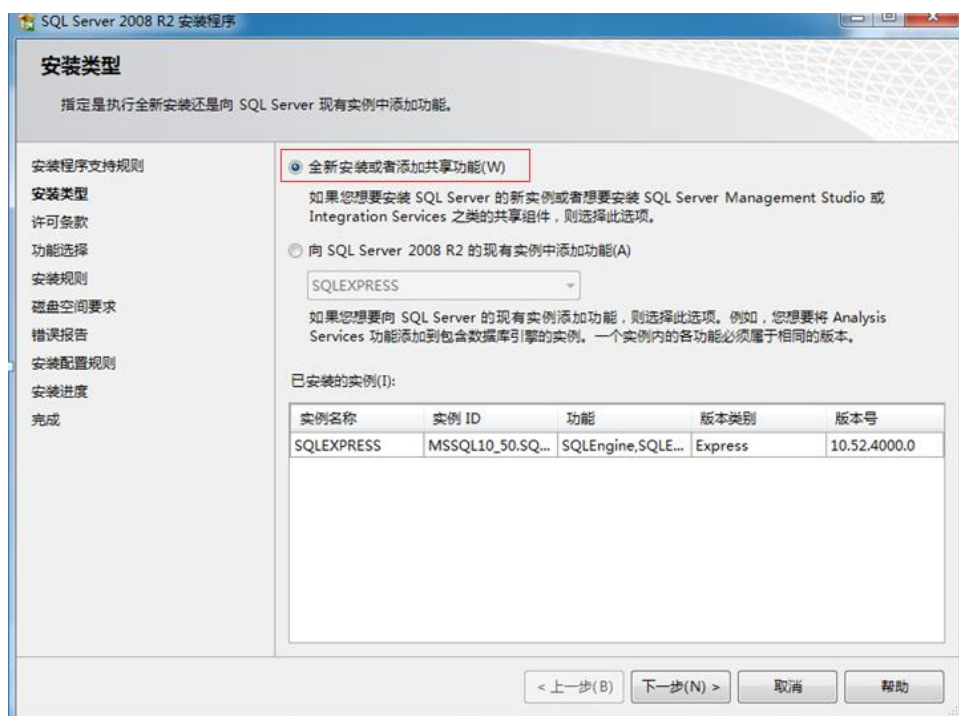 SQL Server 2008 R2 安装程序
安装类型
指定是执行全新安装还是向 SQL Server 现有实例中添加功能。
安装程序支持规则
安装类型
许可条款
功能选择
安装规则
磁盘空间要求
错误报告
安装配置规则
安装进度
完成
全新安装或者添加共享功能(W)
如果您想要安装 SQL Server 的新实例或者想要安装 SQL Server Management Studio 或
Integration Services 之类的共享组件，则选择此选项。
向 SQL Server 2008 R2 的现有实例中添加功能(A)
SQLEXPRESS
如果您想要向 SQL Server 的现有实例添加功能，则选择此选项。例如，您想要将 Analysis
Services 功能添加到包含数据库引擎的实例。一个实例内的各功能必须属于相同的版本。
已安装的实例(I):
实例名称 实例 ID 功能 版本类别 版本号
SQLEXPRESS MSSQL10_50.SQ... SQLEngine,SQLE... Express 10.52.4000.0
< 上一步(B) 下一步(N) > 取消 帮助